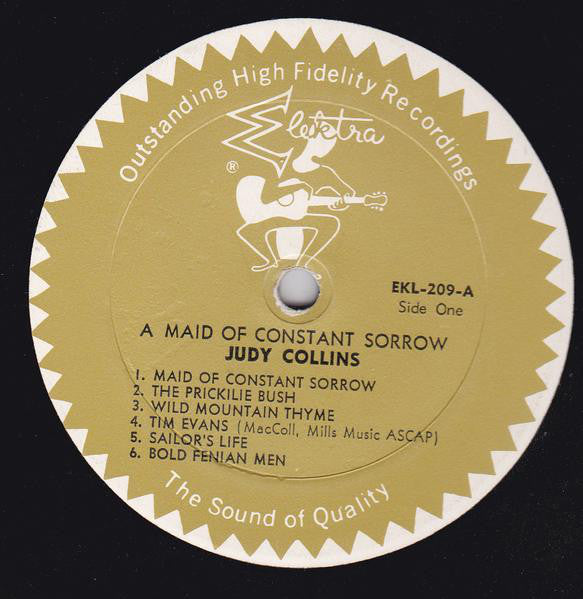 Outstanding High Fidelity Recordings
Elektra
®
EKL-209-A
Side One
A MAID OF CONSTANT SORROW
JUDY COLLINS
1. MAID OF CONSTANT SORROW
2. THE PRICKILIE BUSH
3. WILD MOUNTAIN THYME
4. TIM EVANS (MacColl, Mills Music ASCAP)
5. SAILOR'S LIFE
6. BOLD FENIAN MEN
The Sound of Quality